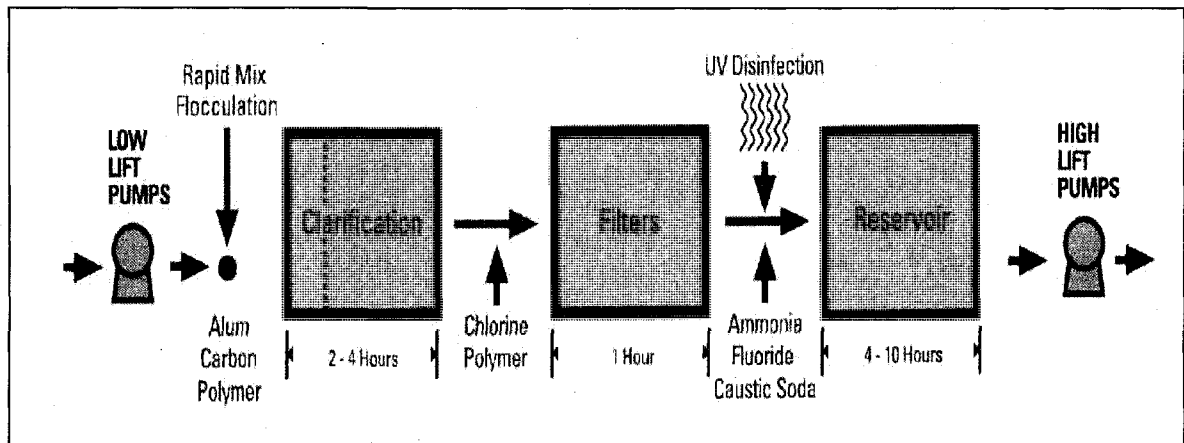 Rapid Mix
Flocculation
UV Disinfection
LOW
LIFT
PUMPS
HIGH
LIFT
PUMPS
Clarification
Filters
Reservoir
Alum
Carbon
Polymer
2 - 4 Hours
Chlorine
Polymer
1 Hour
Ammonia
Fluoride
Caustic Soda
4 - 10 Hours